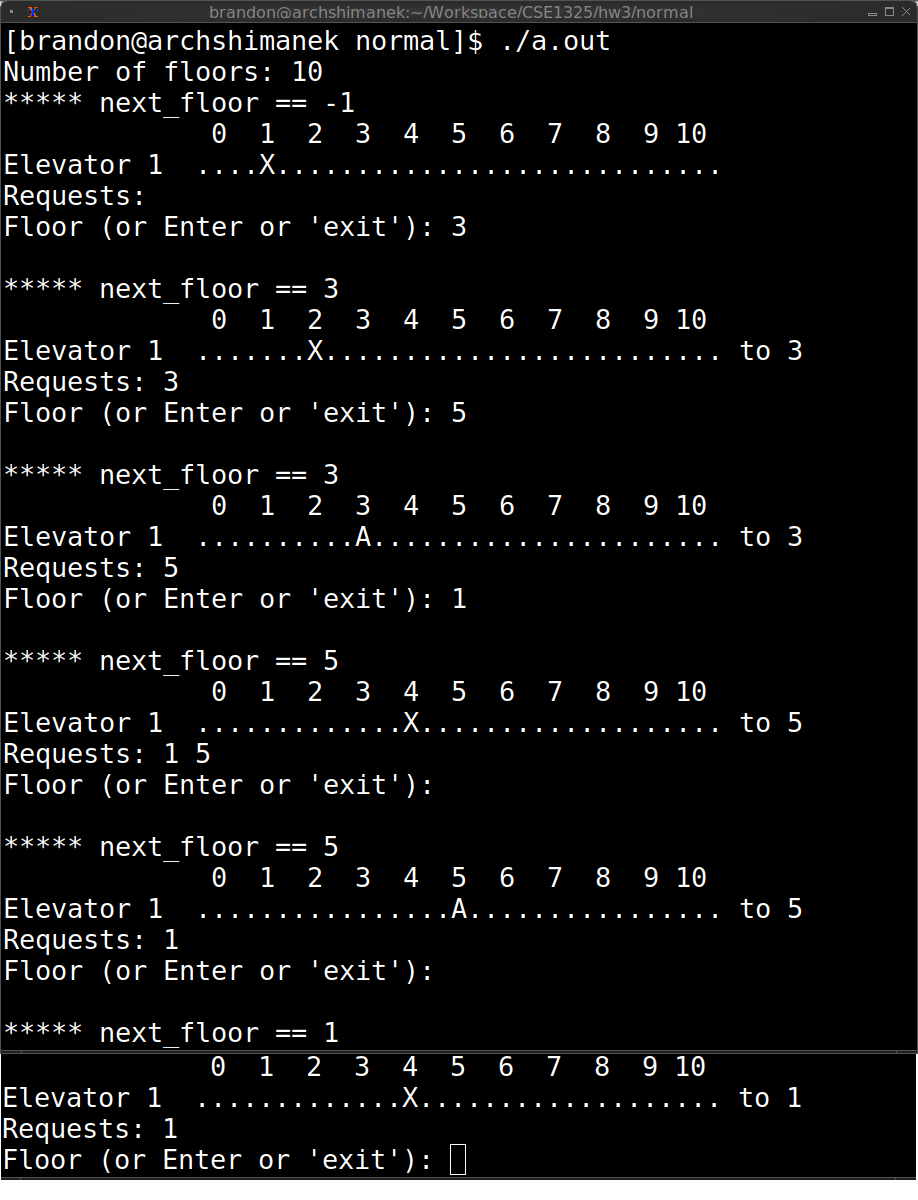 brandon@archshimanek:~/Workspace/CSE1325/hw3/normal
[brandon@archshimanek normal]$ ./a.out
Number of floors: 10
***** next_floor == -1
             0  1  2  3  4  5  6  7  8  9 10
Elevator 1  ....X............................
Requests:
Floor (or Enter or 'exit'): 3

***** next_floor == 3
             0  1  2  3  4  5  6  7  8  9 10
Elevator 1  .......X......................... to 3
Requests: 3
Floor (or Enter or 'exit'): 5

***** next_floor == 3
             0  1  2  3  4  5  6  7  8  9 10
Elevator 1  ..........A...................... to 3
Requests: 5
Floor (or Enter or 'exit'): 1

***** next_floor == 5
             0  1  2  3  4  5  6  7  8  9 10
Elevator 1  .............X................... to 5
Requests: 1 5
Floor (or Enter or 'exit'):

***** next_floor == 5
             0  1  2  3  4  5  6  7  8  9 10
Elevator 1  ................A................ to 5
Requests: 1
Floor (or Enter or 'exit'):

***** next_floor == 1
             0  1  2  3  4  5  6  7  8  9 10
Elevator 1  .............X................... to 1
Requests: 1
Floor (or Enter or 'exit'):